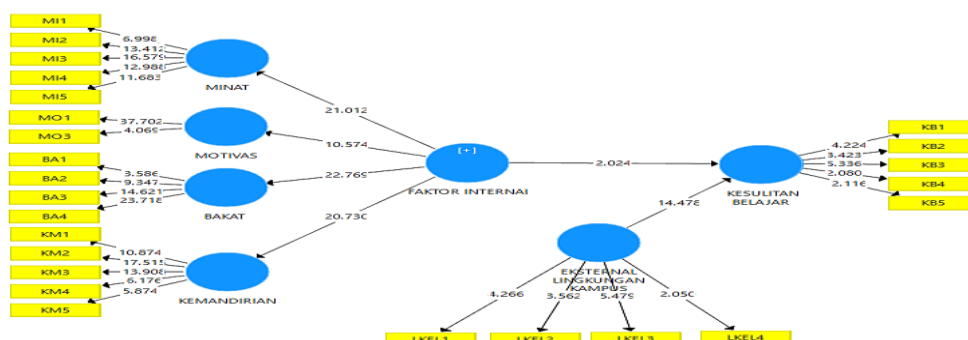 MI1
MI2
MI3
MI4
MI5
6.998
13.412
16.579
12.988
11.683
MINAT
MO1
MO3
37.702
4.069
MOTIVAS
BA1
BA2
BA3
BA4
3.586
9.347
14.621
23.718
BAKAT
KM1
KM2
KM3
KM4
KM5
10.874
17.515
13.908
6.176
5.874
KEMANDIRIAN
21.012
10.574
22.769
20.730
[+]
FAKTOR INTERNAI
2.024
14.478
KESULITAN
BELAJAR
4.224
3.423
5.336
2.080
2.116
KB1
KB2
KB3
KB4
KB5
EKSTERNAL
LINGKUNGAN
KAMPUS
4.266
3.562
5.479
2.050
LKEL1
LKEL2
LKEL3
LKEL4